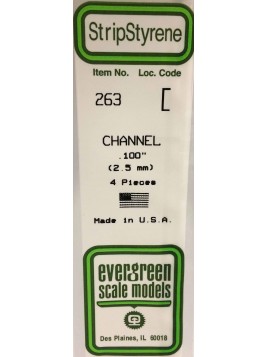 StripStyrene
Item No. Loc. Code
263 [
CHANNEL
.100"
(2.5 mm)
4 Pieces
Made in U.S.A.
evergreen
scale models
Des Plaines, IL 60018